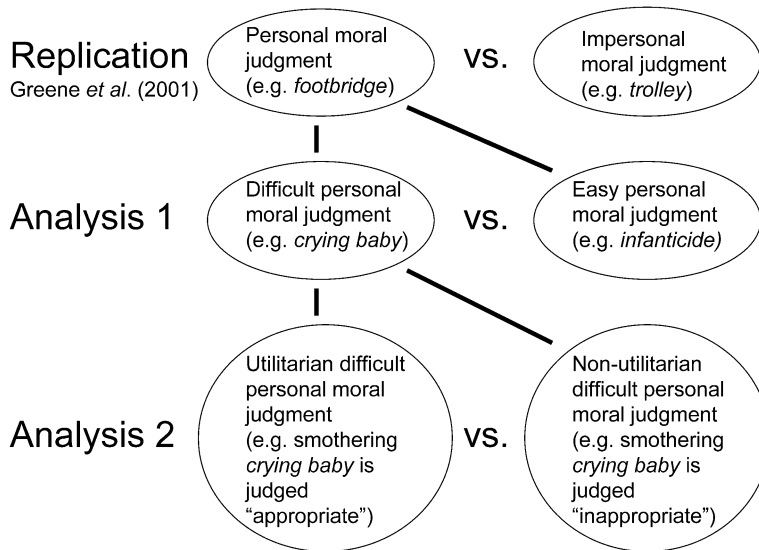 Replication
Greene et al. (2001)
Personal moral
judgment
(e.g. footbridge)
vs.
Impersonal
moral judgment
(e.g. trolley)
Analysis 1
Difficult personal
moral judgment
(e.g. crying baby)
vs.
Easy personal
moral judgment
(e.g. infanticide)
Analysis 2
Utilitarian difficult
personal moral
judgment
(e.g. smothering
crying baby is
judged
“appropriate”)
vs.
Non-utilitarian
difficult personal
moral judgment
(e.g. smothering
crying baby is
judged
“inappropriate”)